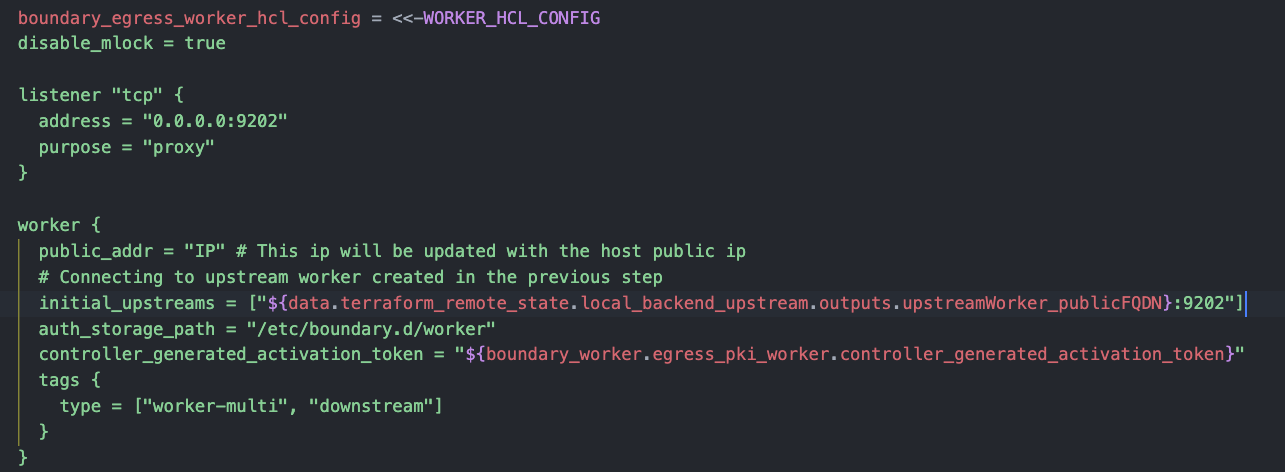 boundary_egress_worker_hcl_config = <<-WORKER_HCL_CONFIG
disable_mlock = true

listener "tcp" {
  address = "0.0.0.0:9202"
  purpose = "proxy"
}

worker {
  public_addr = "IP" # This ip will be updated with the host public ip
  # Connecting to upstream worker created in the previous step
  initial_upstreams = ["${data.terraform_remote_state.local_backend_upstream.outputs.upstreamWorker_publicFQDN}:9202"]
  auth_storage_path = "/etc/boundary.d/worker"
  controller_generated_activation_token = "${boundary_worker.egress_pki_worker.controller_generated_activation_token}"
  tags {
    type = ["worker-multi", "downstream"]
  }
}